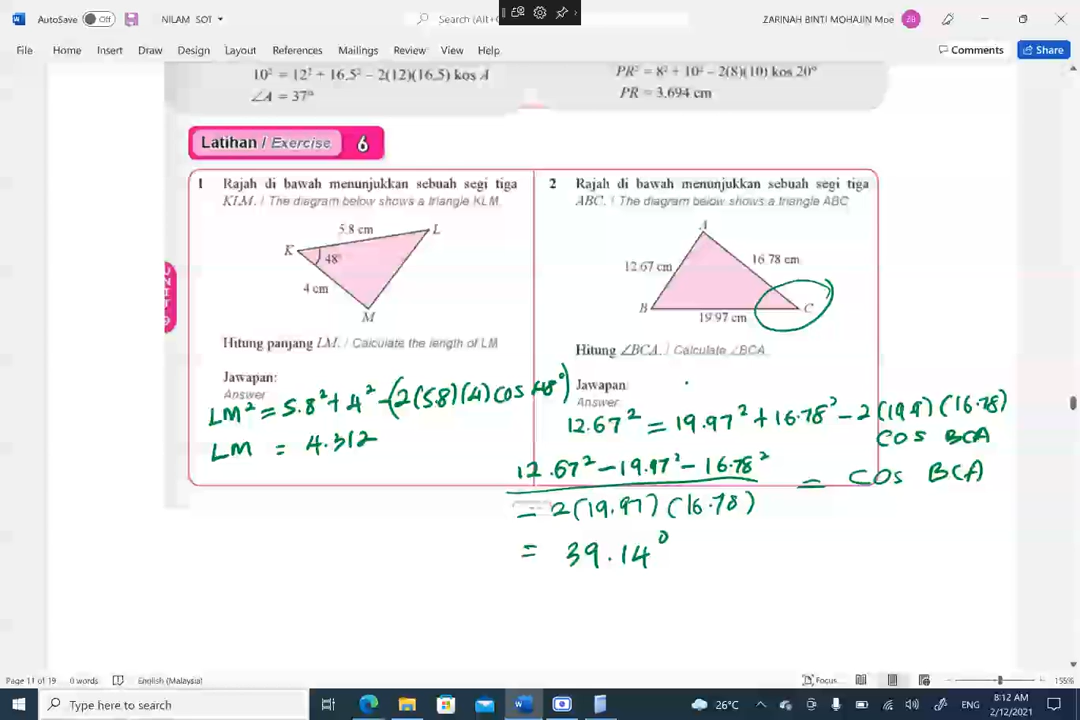 AutoSave Off NILAM SOT Search (Alt+ ZARINAH BINTI MOHAJIN Moe ZB
File Home Insert Draw Design Layout References Mailings Review View Help Comments Share
10² = 12² + 16.5² – 2(12)(16.5) kos A
∠A = 37°
PR² = 8² + 10² – 2(8)(10) kos 20°
PR = 3.694 cm
Latihan / Exercise 6
1 Rajah di bawah menunjukkan sebuah segi tiga
KLM. / The diagram below shows a triangle KLM.
5.8 cm
L
K
48°
4 cm
M
Hitung panjang LM. / Calculate the length of LM
Jawapan:
Answer
LM² = 5.8² + 4² - (2(5.8)(4) cos 48°)
LM = 4.312
2 Rajah di bawah menunjukkan sebuah segi tiga
ABC. / The diagram below shows a triangle ABC
A
12.67 cm
16.78 cm
B
C
19.97 cm
Hitung ∠BCA. / Calculate ∠BCA.
Jawapan:
Answer
12.67² = 19.97² + 16.78² - 2(19.9)(16.78)
cos BCA
12.67² - 19.97² - 16.78² = cos BCA
= 2(19.97)(16.78)
= 39.14°
Page 11 of 19 0 words English (Malaysia) Focus 155%
Type here to search 26°C ENG 8:12 AM
2/12/2021